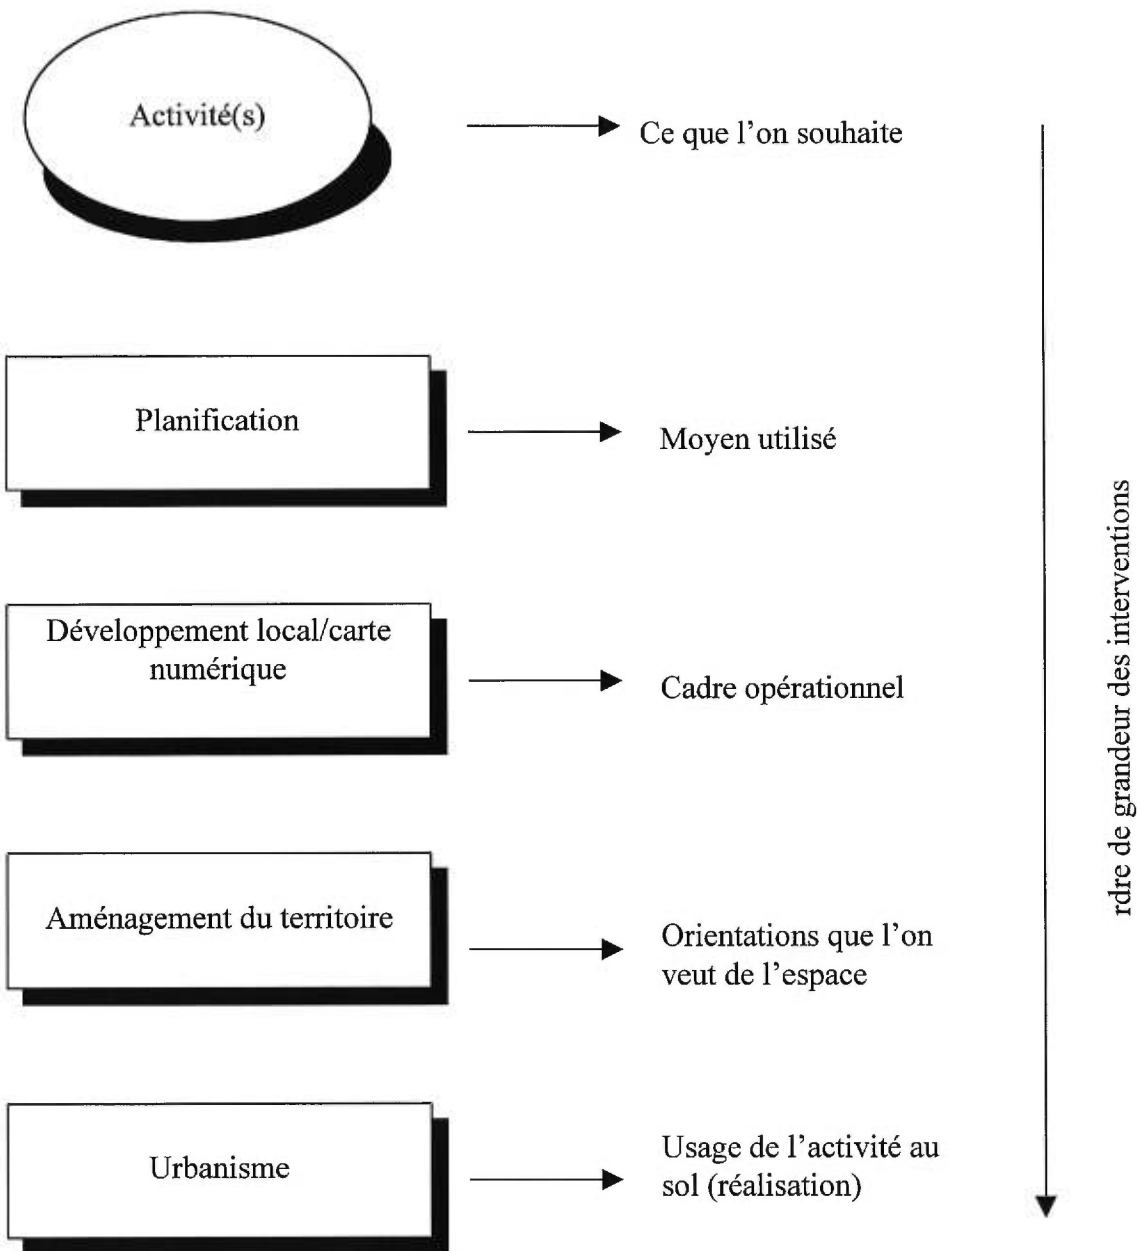 Activité(s)
Ce que l'on souhaite
Planification
Moyen utilisé
Développement local/carte
numérique
Cadre opérationnel
Aménagement du territoire
Orientations que l'on
veut de l'espace
Urbanisme
Usage de l'activité au
sol (réalisation)
rdre de grandeur des interventions